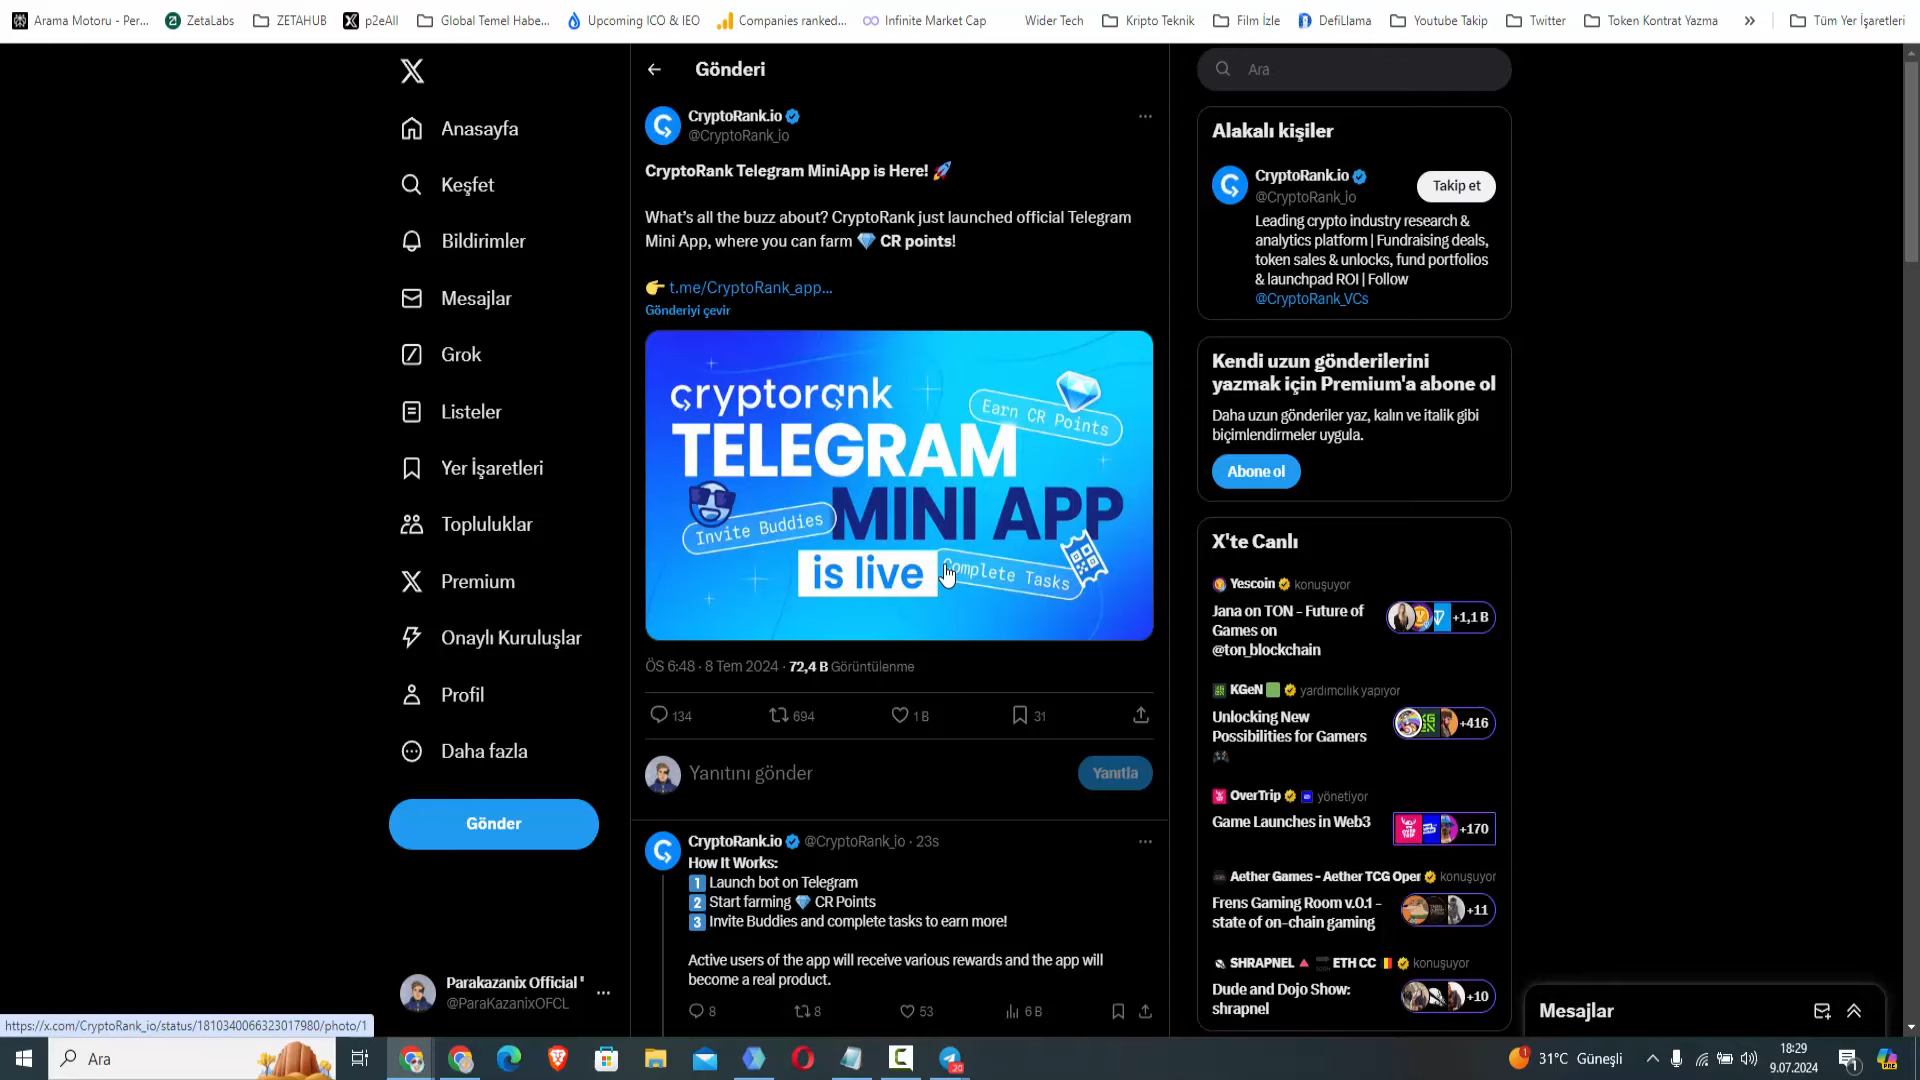 Arama Motoru - Per...
ZetaLabs
ZETAHUB
p2eAll
Global Temel Habe...
Upcoming ICO & IEO
Companies ranked...
Infinite Market Cap
Wider Tech
Kripto Teknik
Film İzle
DefiLlama
Youtube Takip
Twitter
Token Kontrat Yazma
Tüm Yer İşaretleri
Anasayfa
Keşfet
Bildirimler
Mesajlar
Grok
Listeler
Yer İşaretleri
Topluluklar
Premium
Onaylı Kuruluşlar
Profil
Daha fazla
Gönder
Parakazanix Official
@ParaKazanixOFCL
Gönderi
CryptoRank.io
@CryptoRank_io
CryptoRank Telegram MiniApp is Here! 🚀
What's all the buzz about? CryptoRank just launched official Telegram
Mini App, where you can farm 💎 CR points!
👉 t.me/CryptoRank_app...
Gönderiyi çevir
cryptorank
Earn CR Points
TELEGRAM
MINI APP
Invite Buddies
is live
Complete Tasks
ÖS 6:48 · 8 Tem 2024 · 72,4 B Görüntülenme
134
694
1 B
31
Yanıtını gönder
Yanıtla
CryptoRank.io @CryptoRank_io · 23s
How It Works:
1 Launch bot on Telegram
2 Start farming 💎 CR Points
3 Invite Buddies and complete tasks to earn more!
Active users of the app will receive various rewards and the app will
become a real product.
8
8
53
6 B
Ara
Alakalı kişiler
CryptoRank.io
@CryptoRank_io
Takip et
Leading crypto industry research &
analytics platform | Fundraising deals,
token sales & unlocks, fund portfolios
& launchpad ROI | Follow
@CryptoRank_VCs
Kendi uzun gönderilerini
yazmak için Premium'a abone ol
Daha uzun gönderiler yaz, kalın ve italik gibi
biçimlendirmeler uygula.
Abone ol
X'te Canlı
Yescoin konuşuyor
Jana on TON - Future of
Games on
@ton_blockchain
+1,1 B
KGeN yardımcılık yapıyor
Unlocking New
Possibilities for Gamers
🎮
+416
OverTrip yönetiyor
Game Launches in Web3
+170
Aether Games - Aether TCG Oper konuşuyor
Frens Gaming Room v.0.1 -
state of on-chain gaming
+11
SHRAPNEL ETH CC konuşuyor
Dude and Dojo Show:
shrapnel
+10
Mesajlar
https://x.com/CryptoRank_io/status/1810340066323017980/photo/1
Ara
20
31°C Güneşli
18:29
9.07.2024
1